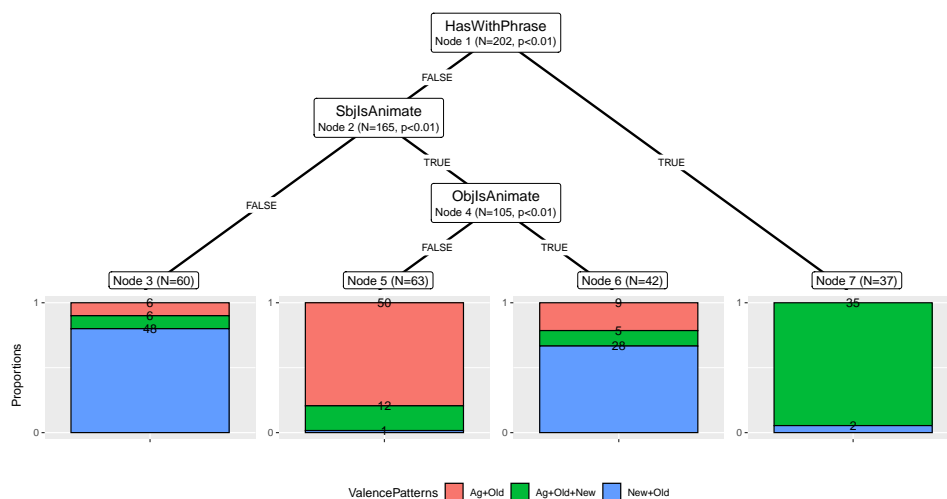 HasWithPhrase
Node 1 (N=202, p<0.01)
FALSE
SbjIsAnimate
Node 2 (N=165, p<0.01)
TRUE
TRUE
ObjIsAnimate
Node 4 (N=105, p<0.01)
FALSE
FALSE
TRUE
Node 3 (N=60)
Node 5 (N=63)
Node 6 (N=42)
Node 7 (N=37)
1
6
6
48
0
1
50
12
1
0
1
9
5
28
0
1
35
2
0
Proportions
ValencePatterns
Ag+Old
Ag+Old+New
New+Old